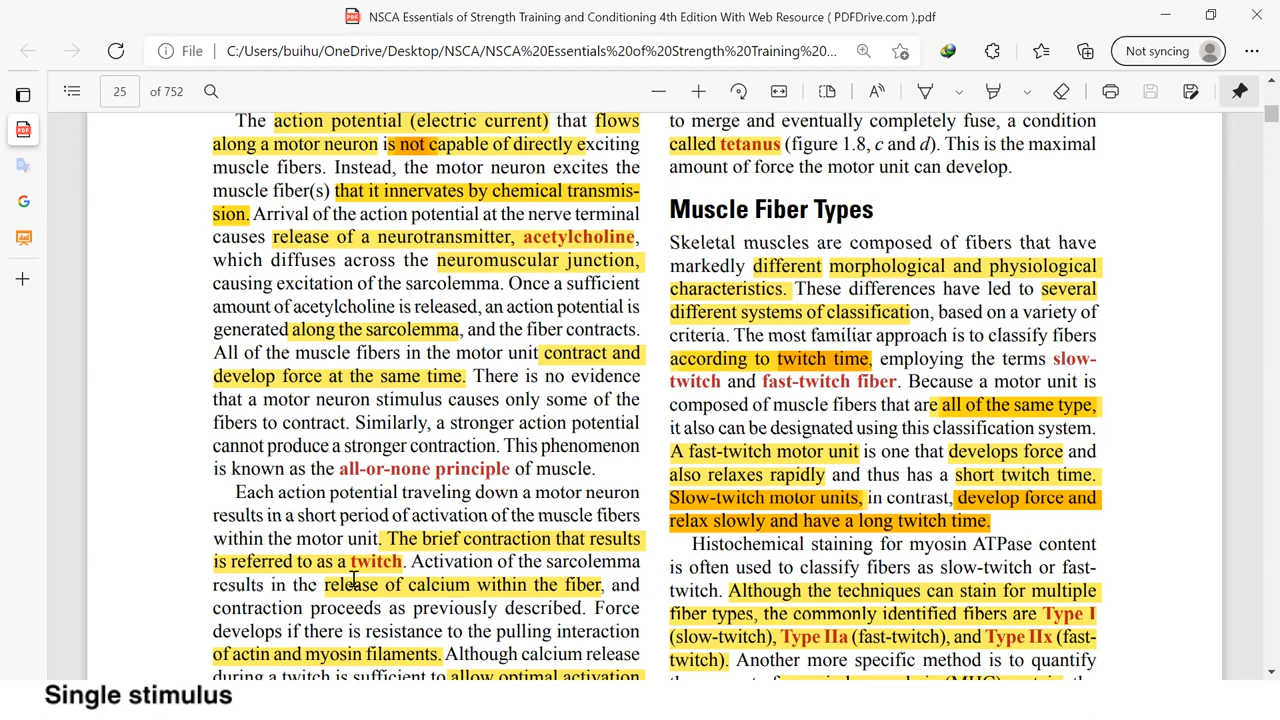 NSCA Essentials of Strength Training and Conditioning 4th Edition With Web Resource ( PDFDrive.com ).pdf
File
C:/Users/buihu/OneDrive/Desktop/NSCA/NSCA%20Essentials%20of%20Strength%20Training%20...
Not syncing
25 of 752
The action potential (electric current) that flows
along a motor neuron is not capable of directly exciting
muscle fibers. Instead, the motor neuron excites the
muscle fiber(s) that it innervates by chemical transmis-
sion. Arrival of the action potential at the nerve terminal
causes release of a neurotransmitter, acetylcholine,
which diffuses across the neuromuscular junction,
causing excitation of the sarcolemma. Once a sufficient
amount of acetylcholine is released, an action potential is
generated along the sarcolemma, and the fiber contracts.
All of the muscle fibers in the motor unit contract and
develop force at the same time. There is no evidence
that a motor neuron stimulus causes only some of the
fibers to contract. Similarly, a stronger action potential
cannot produce a stronger contraction. This phenomenon
is known as the all-or-none principle of muscle.
Each action potential traveling down a motor neuron
results in a short period of activation of the muscle fibers
within the motor unit. The brief contraction that results
is referred to as a twitch. Activation of the sarcolemma
results in the release of calcium within the fiber, and
contraction proceeds as previously described. Force
develops if there is resistance to the pulling interaction
of actin and myosin filaments. Although calcium release
during a twitch is sufficient to allow optimal activation
to merge and eventually completely fuse, a condition
called tetanus (figure 1.8, c and d). This is the maximal
amount of force the motor unit can develop.
Muscle Fiber Types
Skeletal muscles are composed of fibers that have
markedly different morphological and physiological
characteristics. These differences have led to several
different systems of classification, based on a variety of
criteria. The most familiar approach is to classify fibers
according to twitch time, employing the terms slow-
twitch and fast-twitch fiber. Because a motor unit is
composed of muscle fibers that are all of the same type,
it also can be designated using this classification system.
A fast-twitch motor unit is one that develops force and
also relaxes rapidly and thus has a short twitch time.
Slow-twitch motor units, in contrast, develop force and
relax slowly and have a long twitch time.
Histochemical staining for myosin ATPase content
is often used to classify fibers as slow-twitch or fast-
twitch. Although the techniques can stain for multiple
fiber types, the commonly identified fibers are Type I
(slow-twitch), Type IIa (fast-twitch), and Type IIx (fast-
twitch). Another more specific method is to quantify
Single stimulus